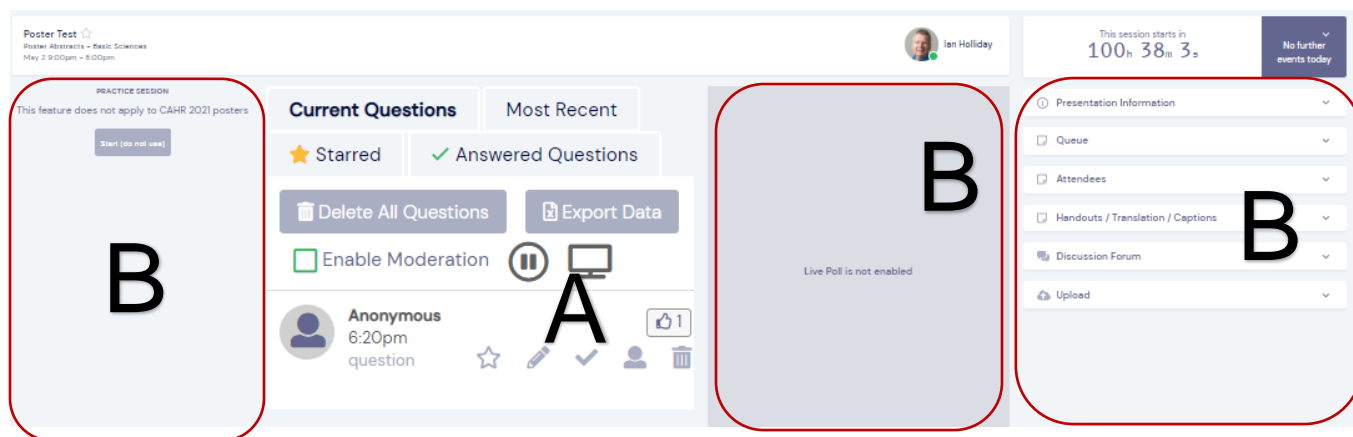 Poster Test
Poster Abstracts - Basic Sciences
May 2 9:00pm - 8:00pm
Ian Holliday
This session starts in
100h 38m 3s
No further
events today
PRACTICE SESSION
This feature does not apply to CAHR 2021 posters
Start (do not use)
B
Current Questions
Most Recent
Starred
Answered Questions
Delete All Questions
Export Data
Enable Moderation
A
Anonymous
6:20pm
question
1
B
Live Poll is not enabled
Presentation Information
Queue
Attendees
Handouts / Translation / Captions
Discussion Forum
Upload
B